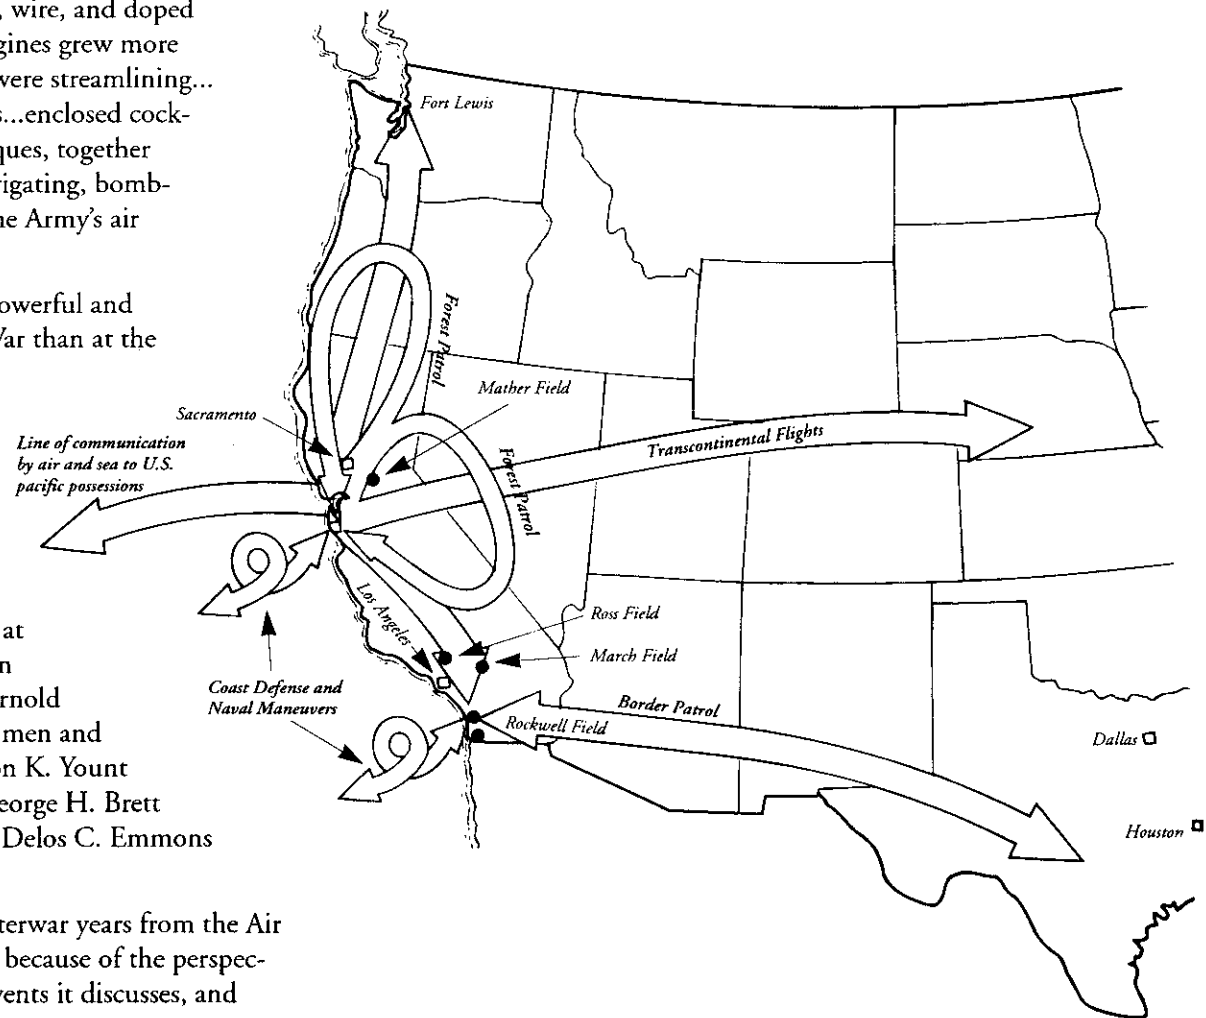 , wire, and doped
gines grew more
were streamlining...
s...enclosed cock-
ques, together
rigating, bomb-
ne Army's air
owerful and
Var than at the
at
n
rnold
men and
on K. Yount
eorge H. Brett
Delos C. Emmons
terwar years from the Air
because of the perspec-
vents it discusses, and
Fort Lewis
Forest Patrol
Mather Field
Sacramento
Line of communication
by air and sea to U.S.
pacific possessions
Transcontinental Flights
Forest Patrol
Los Angeles
Ross Field
March Field
Coast Defense and
Naval Maneuvers
Border Patrol
Rockwell Field
Dallas
Houston